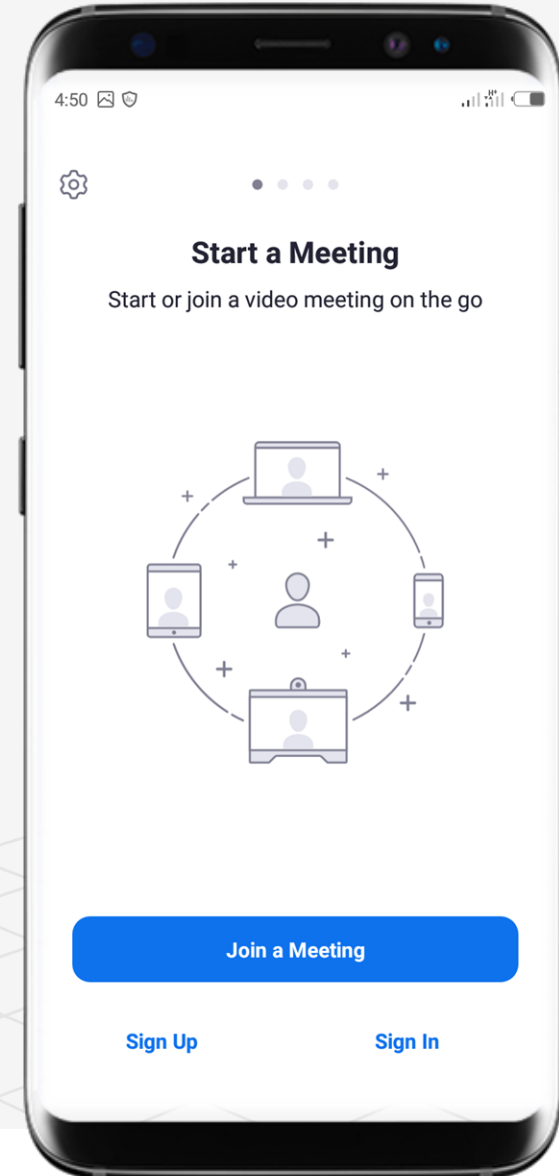 4:50
Start a Meeting
Start or join a video meeting on the go
Join a Meeting
Sign Up Sign In